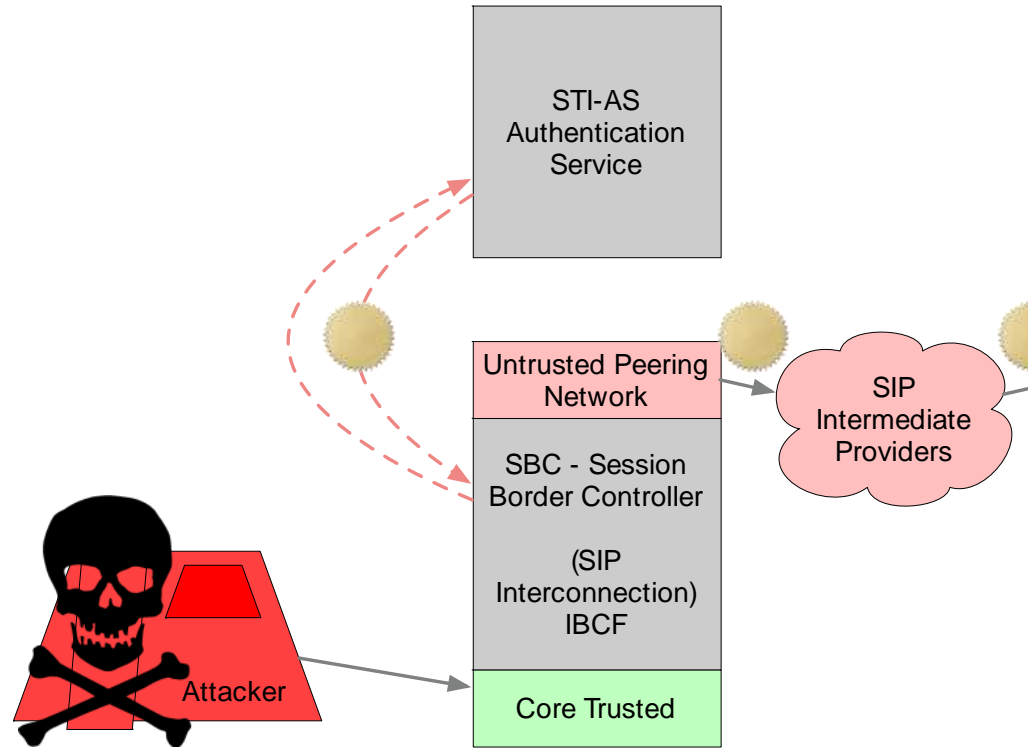 STI-AS
Authentication
Service
Untrusted Peering
Network
SIP
Intermediate
Providers
SBC - Session
Border Controller
(SIP
Interconnection)
IBCF
Attacker
Core Trusted